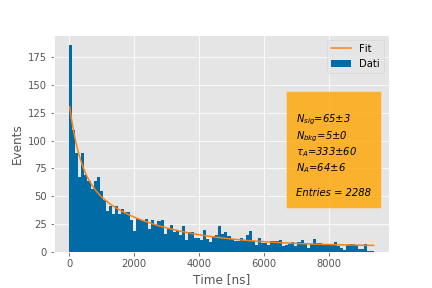 Fit
Dati
175
150
125
100
75
50
25
0
Events
N_sig=65±3
N_bkg=5±0
τ_A=333±60
N_A=64±6
Entries = 2288
0 2000 4000 6000 8000
Time [ns]